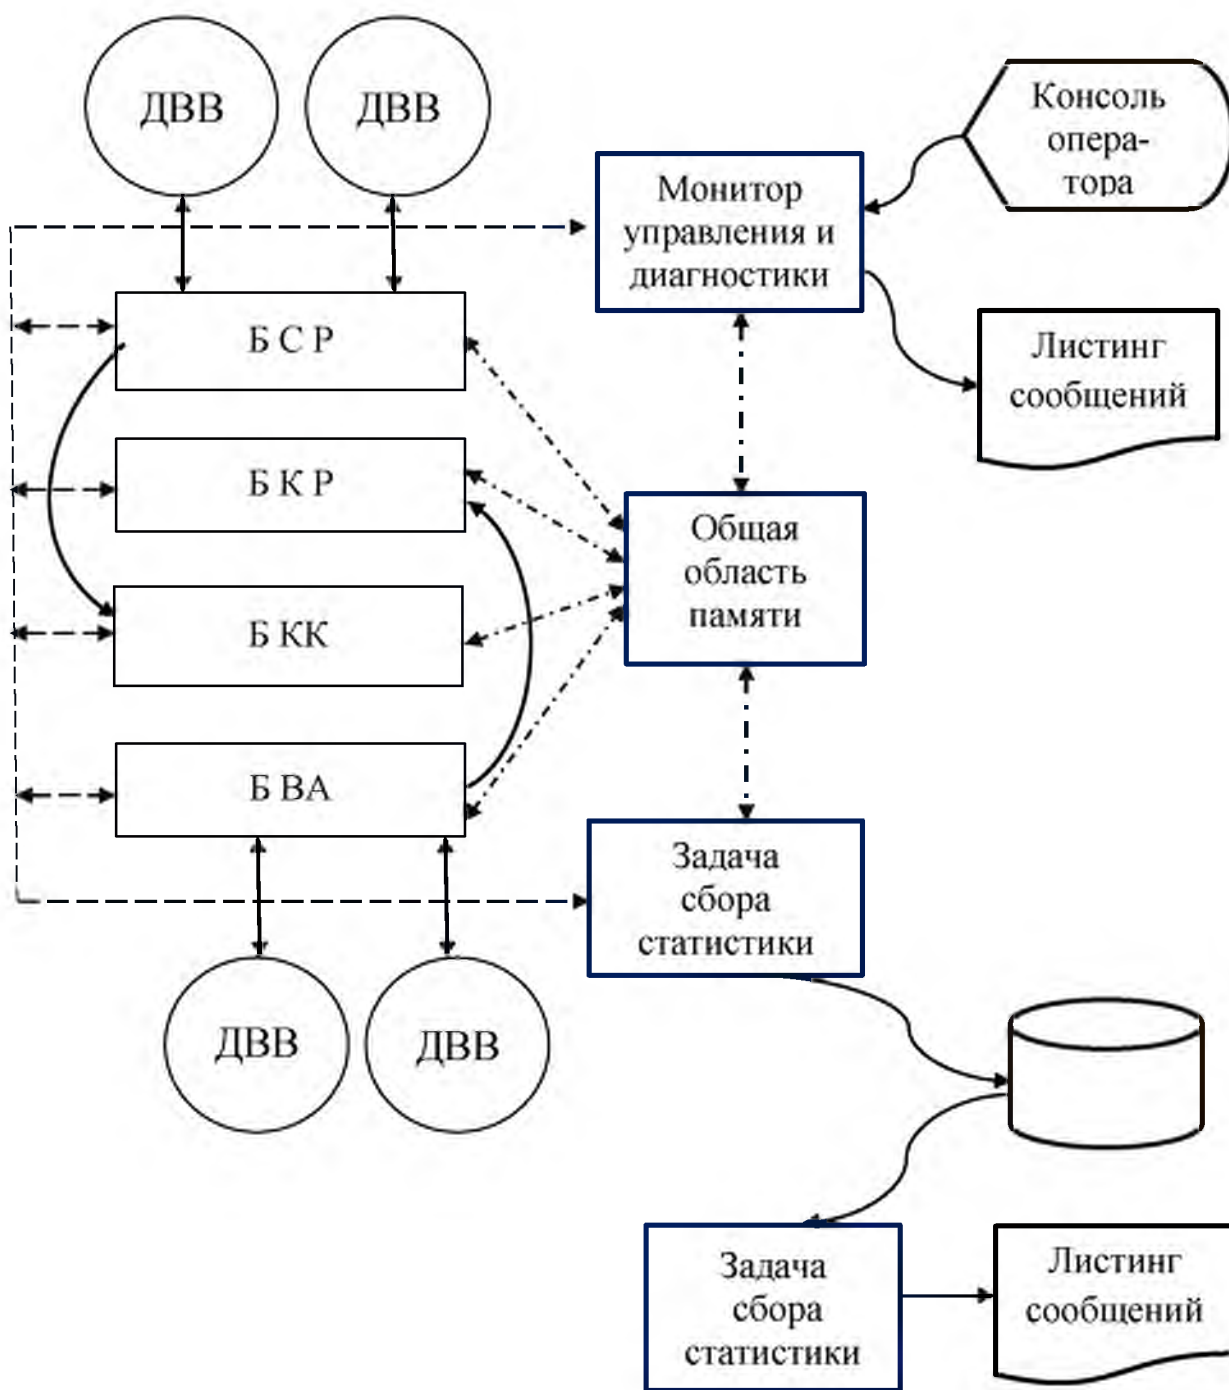 ДВВ
ДВВ
Консоль
опера-
тора
Монитор
управления и
диагностики
Б С Р
Листинг
сообщений
Б К Р
Общая
область
памяти
Б КК
Б ВА
Задача
сбора
статистики
ДВВ
ДВВ
Задача
сбора
статистики
Листинг
сообщений